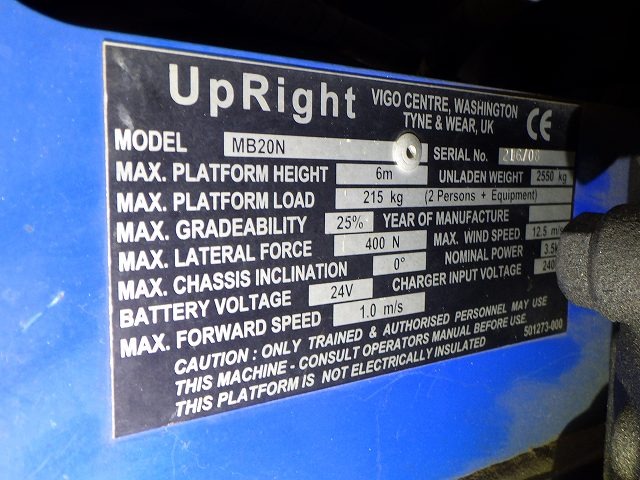 UpRight VIGO CENTRE, WASHINGTON
TYNE & WEAR, UK CE
MODEL MB20N SERIAL No.
MAX. PLATFORM HEIGHT 6m UNLADEN WEIGHT 2550 kg
MAX. PLATFORM LOAD 215 kg (2 Persons + Equipment)
MAX. GRADEABILITY 25% YEAR OF MANUFACTURE
MAX. LATERAL FORCE 400 N MAX. WIND SPEED 12.5 m/s
MAX. CHASSIS INCLINATION 0° NOMINAL POWER
BATTERY VOLTAGE 24V CHARGER INPUT VOLTAGE 240
MAX. FORWARD SPEED 1.0 m/s
CAUTION : ONLY TRAINED & AUTHORISED PERSONNEL MAY USE
THIS MACHINE - CONSULT OPERATORS MANUAL BEFORE USE.
THIS PLATFORM IS NOT ELECTRICALLY INSULATED 501273-000